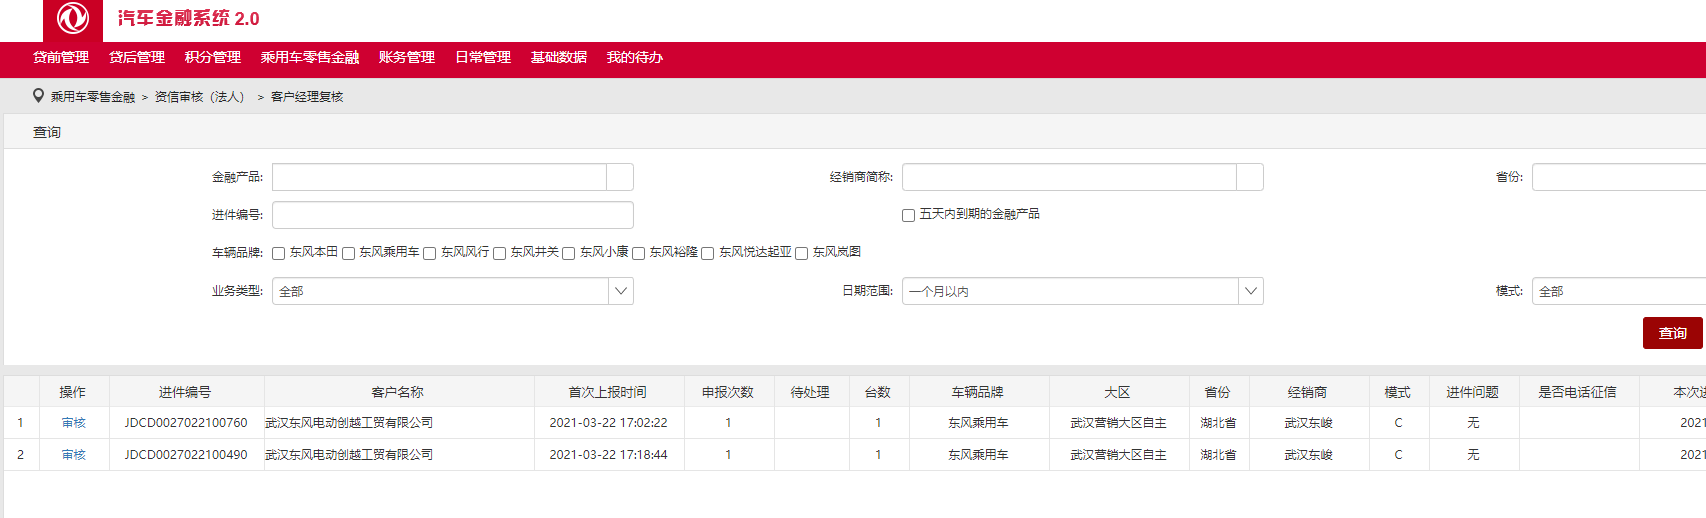 汽车金融系统 2.0
贷前管理 贷后管理 积分管理 乘用车零售金融 账务管理 日常管理 基础数据 我的待办
乘用车零售金融 > 资信审核（法人） > 客户经理复核
查询
金融产品: 经销商简称: 省份:
进件编号: 五天内到期的金融产品
车辆品牌: 东风本田 东风乘用车 东风风行 东风井关 东风小康 东风裕隆 东风悦达起亚 东风岚图
业务类型: 全部 日期范围: 一个月以内 模式: 全部
查询
操作 进件编号 客户名称 首次上报时间 申报次数 待处理 台数 车辆品牌 大区 省份 经销商 模式 进件问题 是否电话征信 本次
1 审核 JDCD0027022100760 武汉东风电动创越工贸有限公司 2021-03-22 17:02:22 1 1 东风乘用车 武汉营销大区自主 湖北省 武汉东峻 C 无 2021
2 审核 JDCD0027022100490 武汉东风电动创越工贸有限公司 2021-03-22 17:18:44 1 1 东风乘用车 武汉营销大区自主 湖北省 武汉东峻 C 无 2021